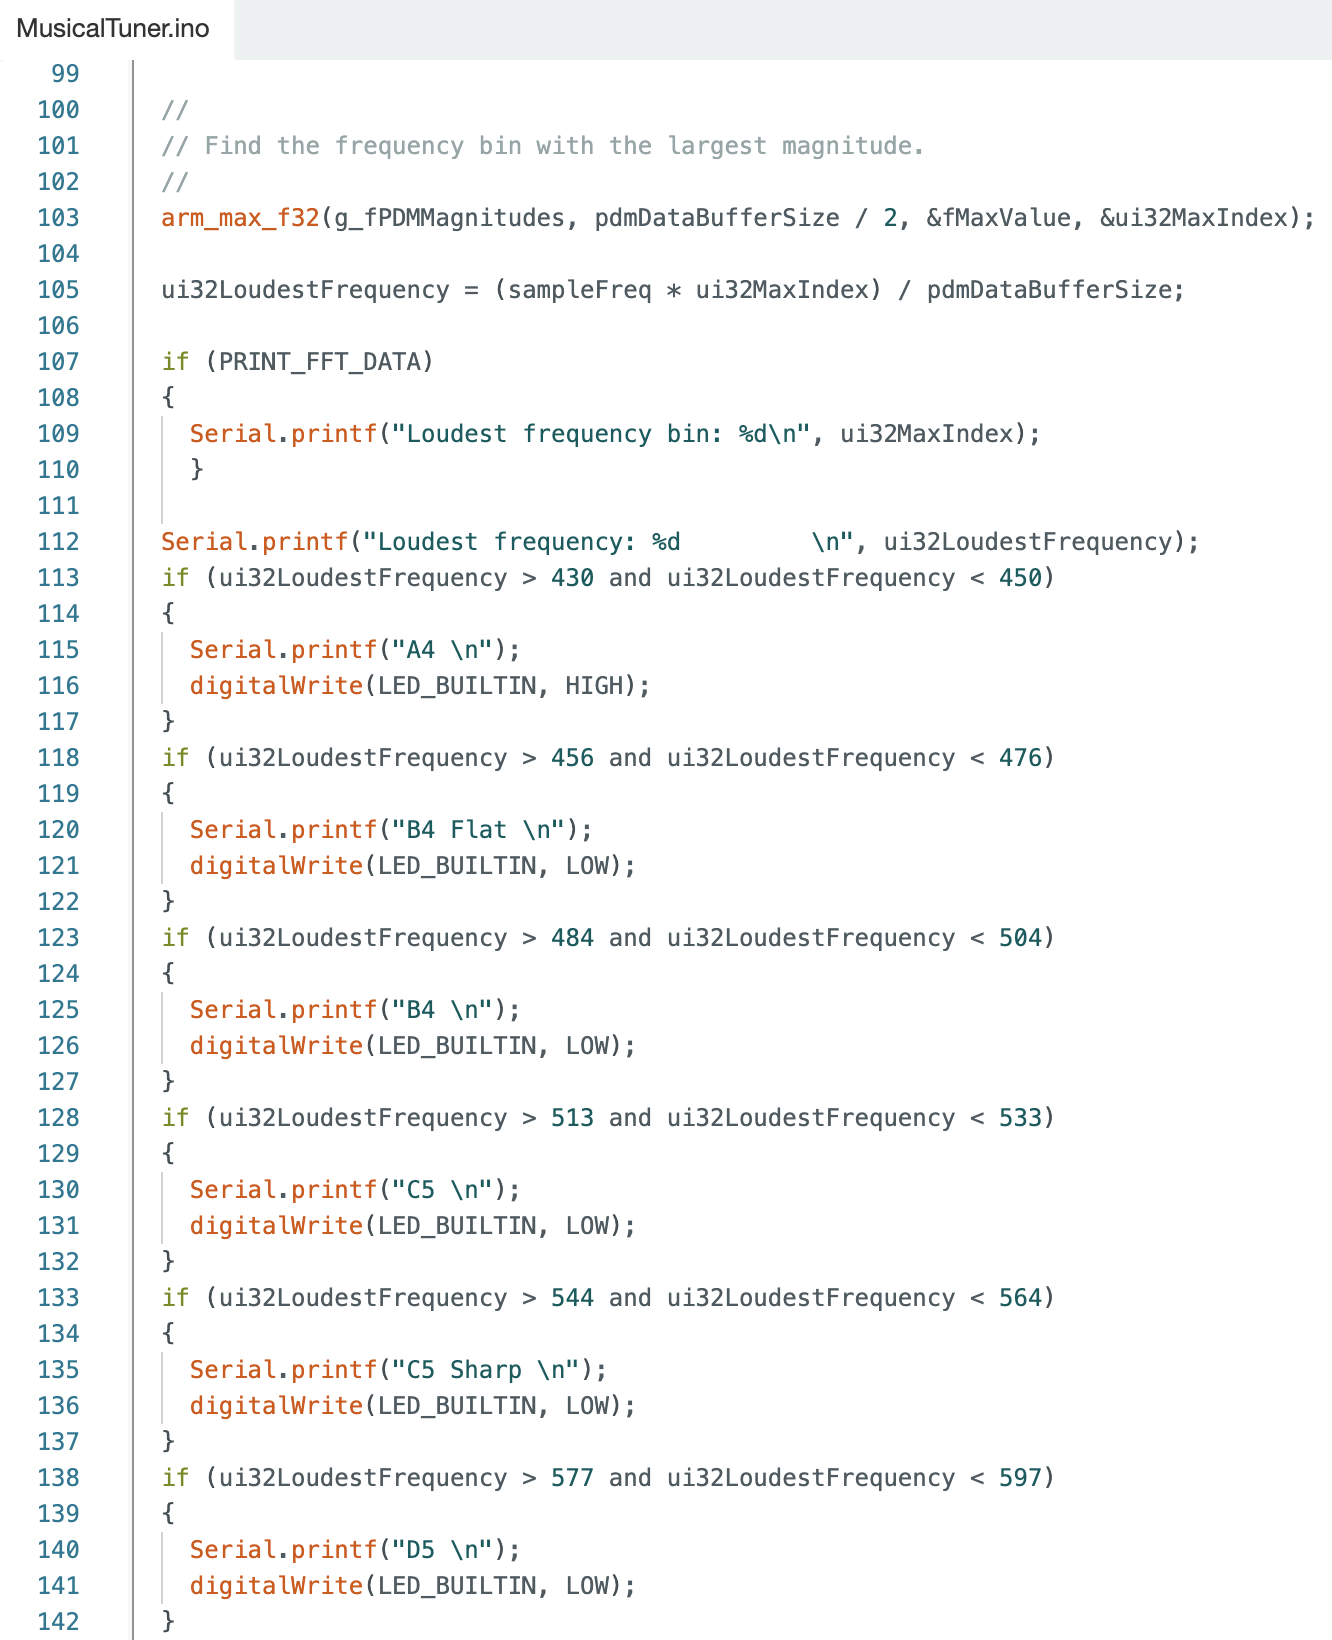 MusicalTuner.ino
99
100 //
101 // Find the frequency bin with the largest magnitude.
102 //
103 arm_max_f32(g_fPDMMagnitudes, pdmDataBufferSize / 2, &fMaxValue, &ui32MaxIndex);
104
105 ui32LoudestFrequency = (sampleFreq * ui32MaxIndex) / pdmDataBufferSize;
106
107 if (PRINT_FFT_DATA)
108 {
109 Serial.printf("Loudest frequency bin: %d\n", ui32MaxIndex);
110 }
111
112 Serial.printf("Loudest frequency: %d         \n", ui32LoudestFrequency);
113 if (ui32LoudestFrequency > 430 and ui32LoudestFrequency < 450)
114 {
115 Serial.printf("A4 \n");
116 digitalWrite(LED_BUILTIN, HIGH);
117 }
118 if (ui32LoudestFrequency > 456 and ui32LoudestFrequency < 476)
119 {
120 Serial.printf("B4 Flat \n");
121 digitalWrite(LED_BUILTIN, LOW);
122 }
123 if (ui32LoudestFrequency > 484 and ui32LoudestFrequency < 504)
124 {
125 Serial.printf("B4 \n");
126 digitalWrite(LED_BUILTIN, LOW);
127 }
128 if (ui32LoudestFrequency > 513 and ui32LoudestFrequency < 533)
129 {
130 Serial.printf("C5 \n");
131 digitalWrite(LED_BUILTIN, LOW);
132 }
133 if (ui32LoudestFrequency > 544 and ui32LoudestFrequency < 564)
134 {
135 Serial.printf("C5 Sharp \n");
136 digitalWrite(LED_BUILTIN, LOW);
137 }
138 if (ui32LoudestFrequency > 577 and ui32LoudestFrequency < 597)
139 {
140 Serial.printf("D5 \n");
141 digitalWrite(LED_BUILTIN, LOW);
142 }